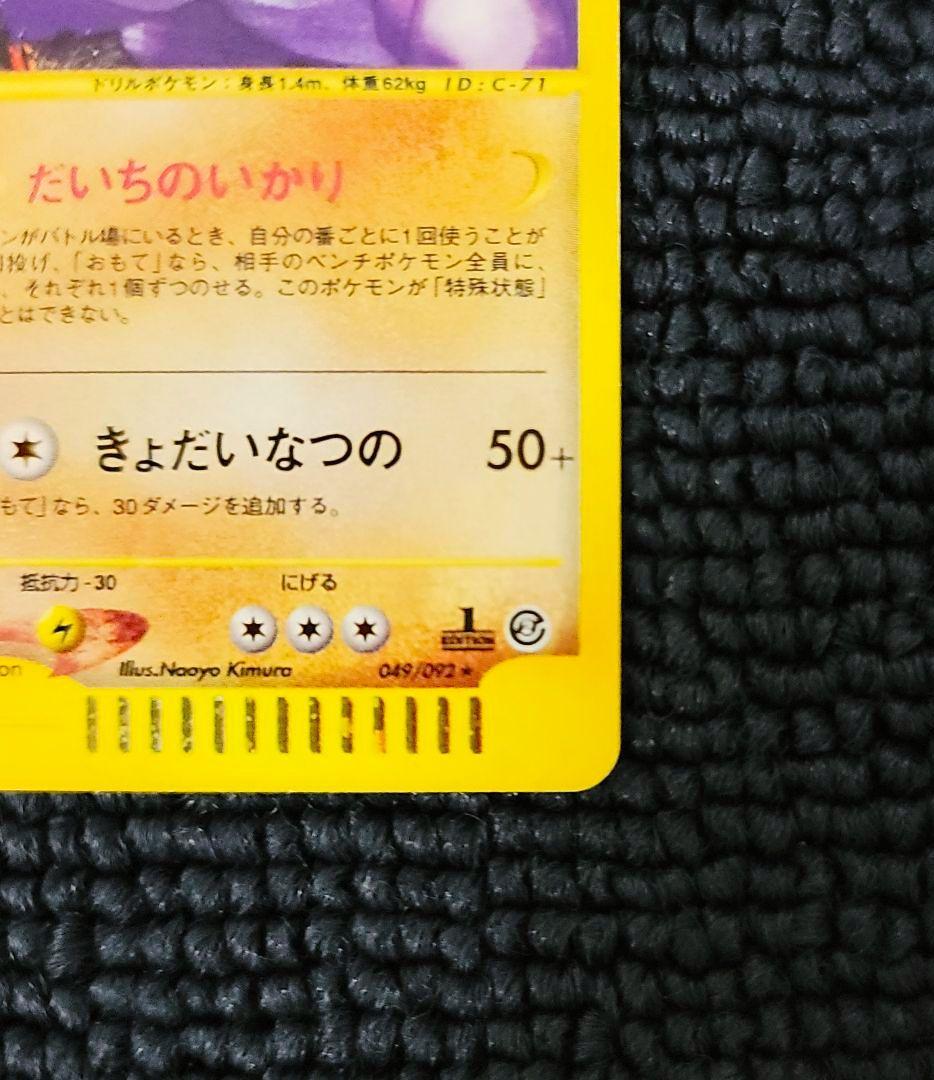 ドリルポケモン：身長1.4m、体重62kg ID:C-71
だいちのいかり
ンがバトル場にいるとき、自分の番ごとに1回使うことが
投げ、「おもて」なら、相手のベンチポケモン全員に、
、それぞれ1個ずつのせる。このポケモンが「特殊状態」
とはできない。
きょだいなつの 50+
もて」なら、30ダメージを追加する。
抵抗力 -30 にげる
1 EDITION
on Illus.Naoyo Kimura 049/092 ★